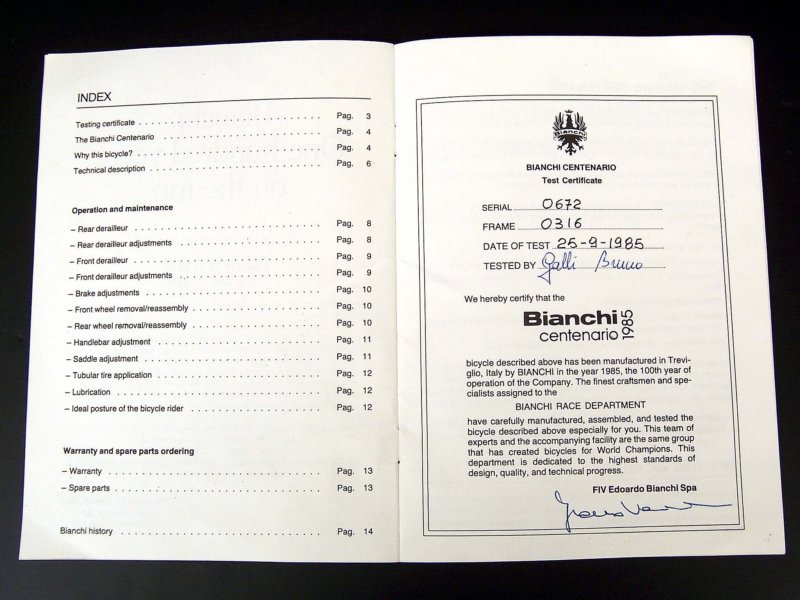 INDEX
Testing certificate . . . . . . . . . . . . . . . . . . . . . . . . . . . . . . Pag. 3
The Bianchi Centenario . . . . . . . . . . . . . . . . . . . . . . . . . . Pag. 4
Why this bicycle? . . . . . . . . . . . . . . . . . . . . . . . . . . . . . . Pag. 4
Technical description . . . . . . . . . . . . . . . . . . . . . . . . . . . . Pag. 6
Operation and maintenance
– Rear derailleur . . . . . . . . . . . . . . . . . . . . . . . . . . . . . . . Pag. 8
– Rear derailleur adjustments . . . . . . . . . . . . . . . . . . . . . . . Pag. 8
– Front derailleur . . . . . . . . . . . . . . . . . . . . . . . . . . . . . . . Pag. 9
– Front derailleur adjustments . . . . . . . . . . . . . . . . . . . . . . . Pag. 9
– Brake adjustments . . . . . . . . . . . . . . . . . . . . . . . . . . . . Pag. 10
– Front wheel removal/reassembly . . . . . . . . . . . . . . . . . . . . Pag. 10
– Rear wheel removal/reassembly . . . . . . . . . . . . . . . . . . . . Pag. 10
– Handlebar adjustment . . . . . . . . . . . . . . . . . . . . . . . . . . Pag. 11
– Saddle adjustment . . . . . . . . . . . . . . . . . . . . . . . . . . . . Pag. 11
– Tubular tire application . . . . . . . . . . . . . . . . . . . . . . . . . . Pag. 12
– Lubrication . . . . . . . . . . . . . . . . . . . . . . . . . . . . . . . . . Pag. 12
– Ideal posture of the bicycle rider . . . . . . . . . . . . . . . . . . . . Pag. 12
Warranty and spare parts ordering
– Warranty . . . . . . . . . . . . . . . . . . . . . . . . . . . . . . . . . . Pag. 13
– Spare parts . . . . . . . . . . . . . . . . . . . . . . . . . . . . . . . . Pag. 13
Bianchi history . . . . . . . . . . . . . . . . . . . . . . . . . . . . . . . . Pag. 14
Bianchi
BIANCHI CENTENARIO
Test Certificate
SERIAL 0672
FRAME 0316
DATE OF TEST 25-9-1985
TESTED BY Galli Bruno
We hereby certify that the
Bianchi
centenario 1985
bicycle described above has been manufactured in Trevi-
glio, Italy by BIANCHI in the year 1985, the 100th year of
operation of the Company. The finest craftsmen and spe-
cialists assigned to the
BIANCHI RACE DEPARTMENT
have carefully manufactured, assembled, and tested the
bicycle described above especially for you. This team of
experts and the accompanying facility are the same group
that has created bicycles for World Champions. This
department is dedicated to the highest standards of
design, quality, and technical progress.
FIV Edoardo Bianchi Spa